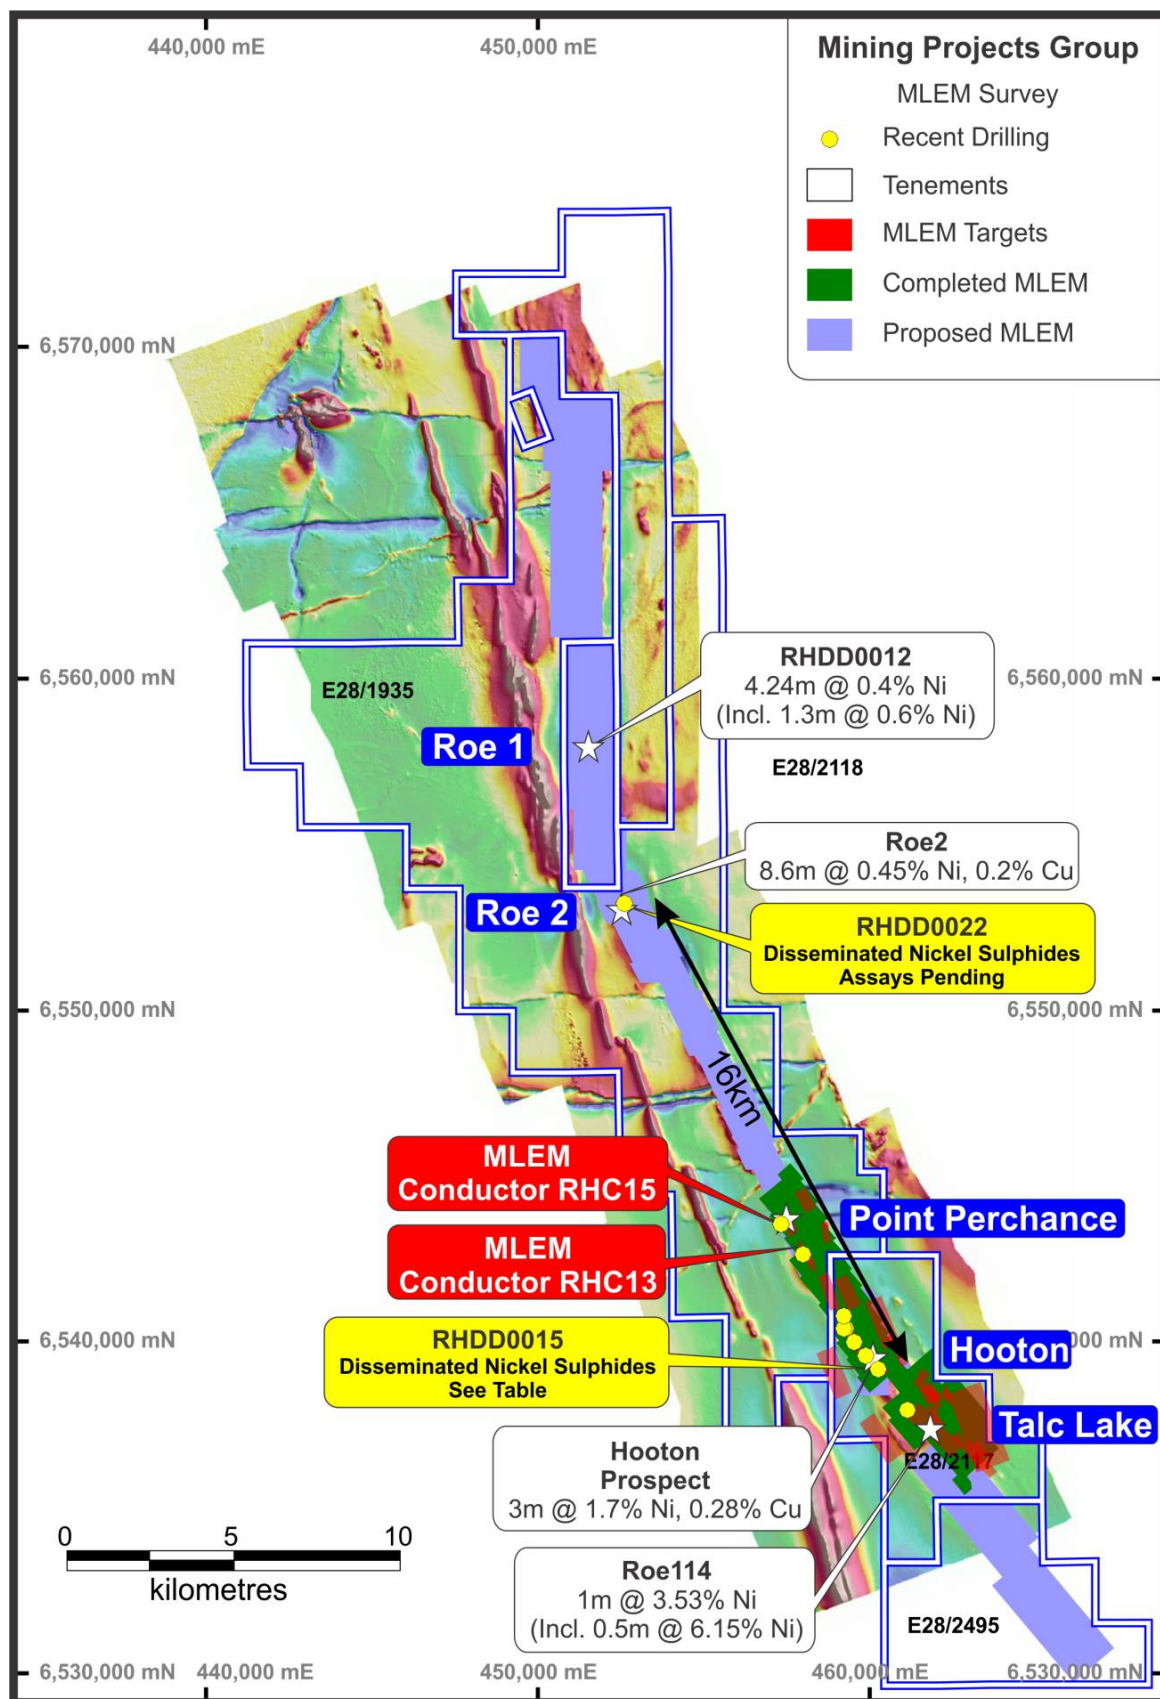 440,000 mE
450,000 mE
Mining Projects Group
MLEM Survey
Recent Drilling
Tenements
MLEM Targets
Completed MLEM
Proposed MLEM
6,570,000 mN
RHDD0012
4.24m @ 0.4% Ni
(Incl. 1.3m @ 0.6% Ni)
6,560,000 mN
6,560,000 mN
E28/1935
Roe 1
E28/2118
Roe2
8.6m @ 0.45% Ni, 0.2% Cu
Roe 2
RHDD0022
Disseminated Nickel Sulphides
Assays Pending
6,550,000 mN
6,550,000 mN
16km
MLEM
Conductor RHC15
Point Perchance
MLEM
Conductor RHC13
6,540,000 mN
000 mN
RHDD0015
Disseminated Nickel Sulphides
See Table
Hooton
Talc Lake
E28/2117
Hooton
Prospect
3m @ 1.7% Ni, 0.28% Cu
0 5 10
kilometres
Roe114
1m @ 3.53% Ni
(Incl. 0.5m @ 6.15% Ni)
E28/2495
6,530,000 mN
440,000 mE
450,000 mE
460,000 mE
6,530,000 mN